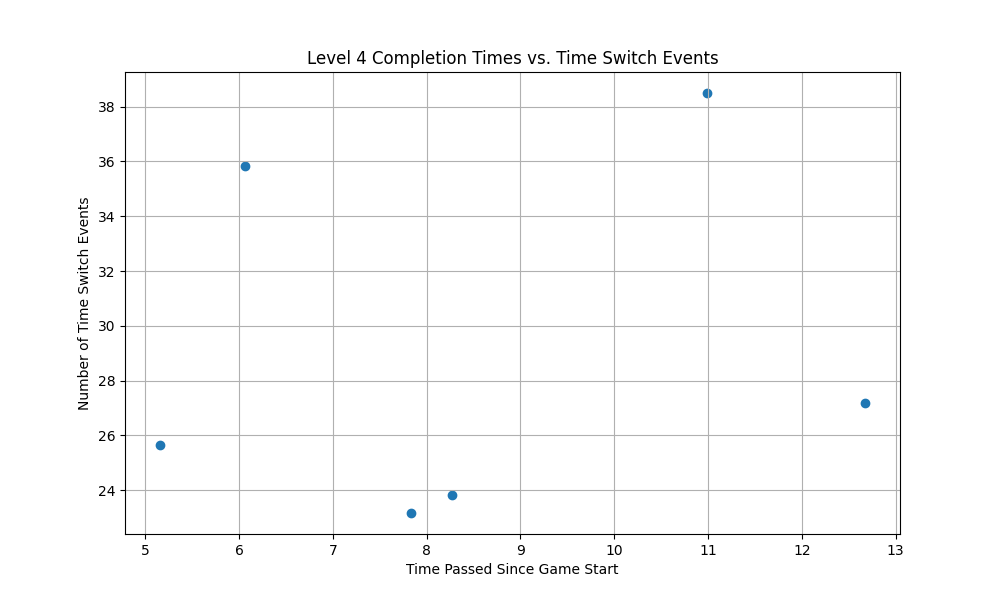 Level 4 Completion Times vs. Time Switch Events
Number of Time Switch Events
38
36
34
32
30
28
26
24
5 6 7 8 9 10 11 12 13
Time Passed Since Game Start